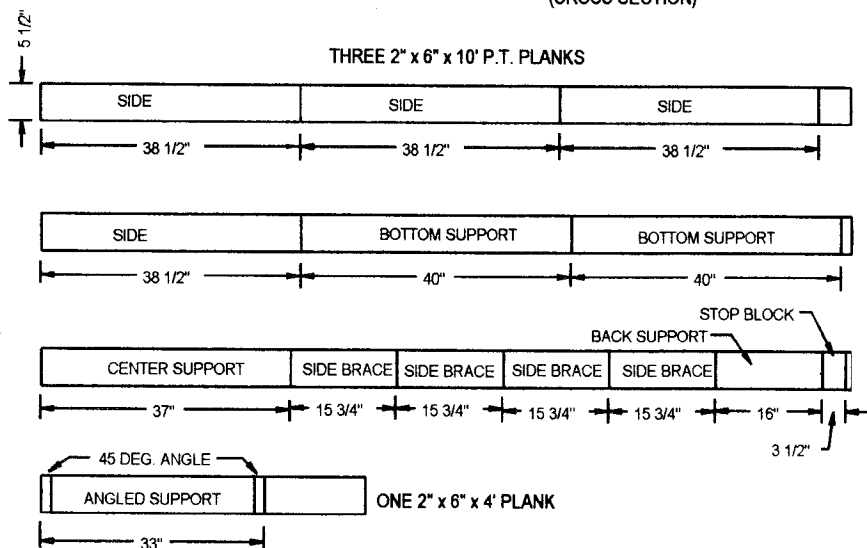 (CROSS SECTION)
5 1/2"
THREE 2" x 6" x 10' P.T. PLANKS
SIDE SIDE SIDE
38 1/2" 38 1/2" 38 1/2"
SIDE BOTTOM SUPPORT BOTTOM SUPPORT
38 1/2" 40" 40"
STOP BLOCK
BACK SUPPORT
CENTER SUPPORT SIDE BRACE SIDE BRACE SIDE BRACE SIDE BRACE
37" 15 3/4" 15 3/4" 15 3/4" 15 3/4" 16"
3 1/2"
45 DEG. ANGLE
ANGLED SUPPORT ONE 2" x 6" x 4' PLANK
33"